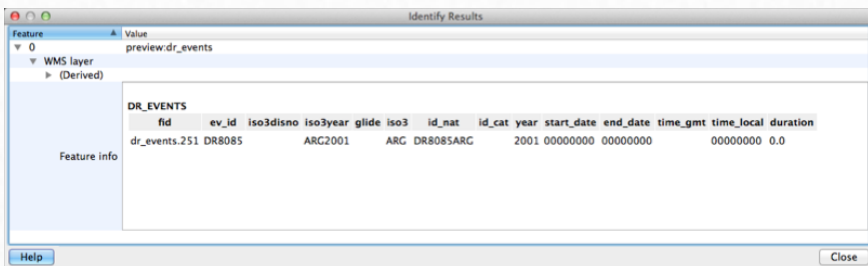 Identify Results
Feature Value
0 preview:dr_events
WMS layer
(Derived)
DR_EVENTS
fid ev_id iso3disno iso3year glide iso3 id_nat id_cat year start_date end_date time_gmt time_local duration
dr_events.251 DR8085 ARG2001 ARG DR8085ARG 2001 00000000 00000000 00000000 0.0
Feature info
Help Close